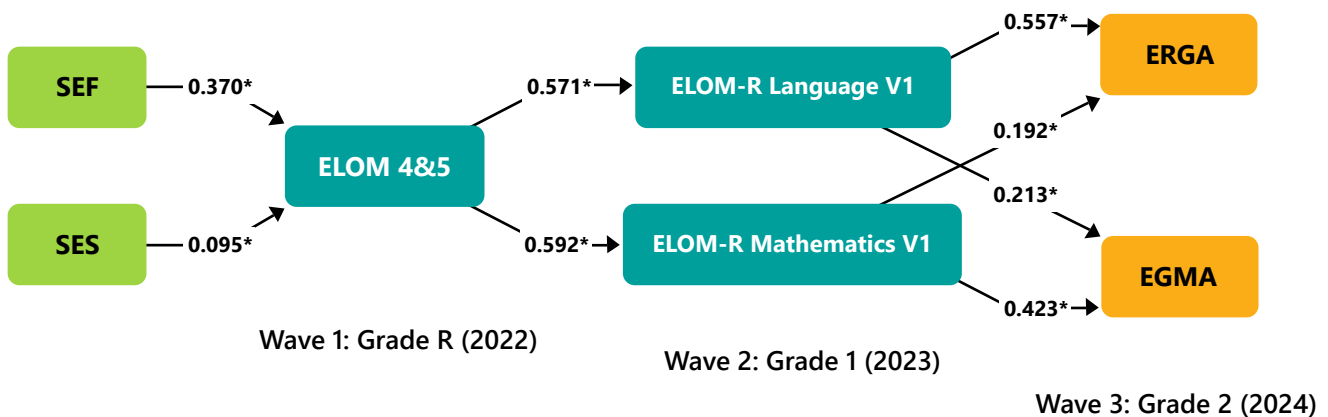 SEF
0.370*
SES
0.095*
ELOM 4&5
0.571*
0.592*
ELOM-R Language V1
ELOM-R Mathematics V1
0.557*
0.192*
0.213*
0.423*
ERGA
EGMA
Wave 1: Grade R (2022)
Wave 2: Grade 1 (2023)
Wave 3: Grade 2 (2024)